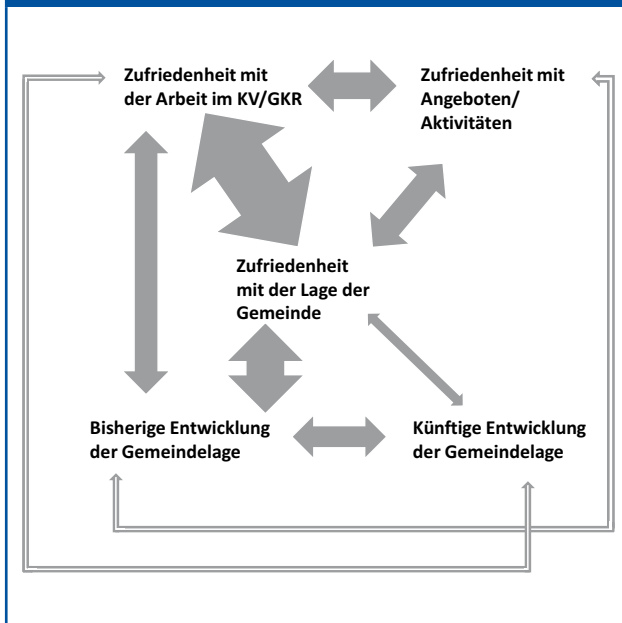 Zufriedenheit mit
der Arbeit im KV/GKR
Zufriedenheit mit
Angeboten/
Aktivitäten
Zufriedenheit
mit der Lage der
Gemeinde
Bisherige Entwicklung
der Gemeindelage
Künftige Entwicklung
der Gemeindelage